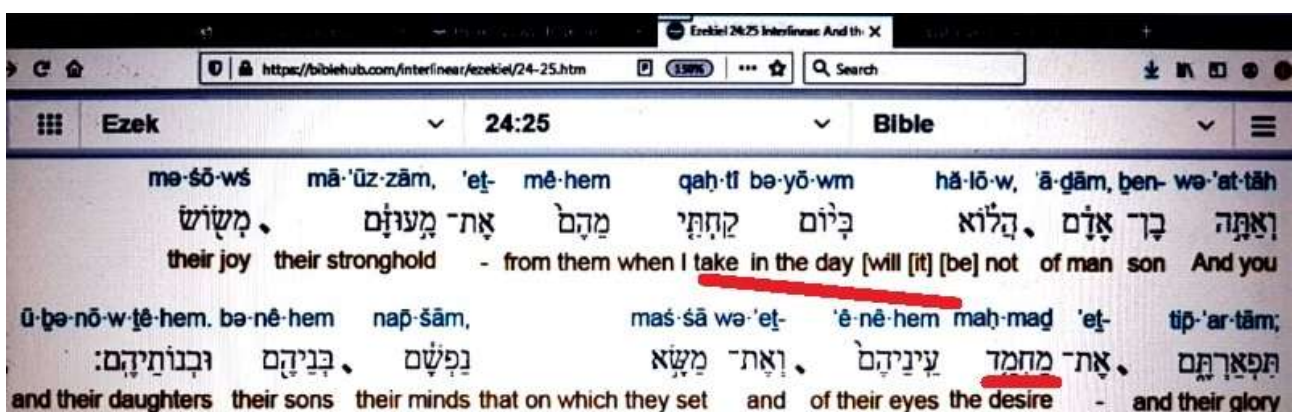 Ezekiel 24:25 Interlinear: And th
https://biblehub.com/interlinear/ezekiel/24-25.htm 150% Search
Ezek 24:25 Bible
mə·śō·wś mā·'ūz·zām, 'eṯ- mê·hem qaḥ·tî bə·yō·wm hă·lō·w, 'ā·ḏām, ḇen- wə·'at·tāh
וְאַתָּה בֶן־ אָדָם֒ ، הֲל֗וֹא בְּי֨וֹם קַחְתִּ֤י מֵהֶם֙ אֶת־ מָ֣עוּזָּ֔ם ، מְשׂ֖וֹשׂ
their joy their stronghold - from them when I take in the day [will [it] [be] not of man son And you
ū·ḇə·nō·w·ṯê·hem. bə·nê·hem nap̄·šām, maś·śā wə·'eṯ- 'ê·nê·hem maḥ·maḏ 'eṯ- tip̄·'ar·tām;
תִּפְאַרְתָּ֑ם ، אֶת־ מַחְמַ֤ד עֵֽינֵיהֶם֙ ، וְאֶת־ מַשָּׂ֣א נַפְשָׁ֔ם ، בְּנֵיהֶ֖ם וּבְנוֹתֵיהֶֽם׃
and their daughters their sons their minds that on which they set and of their eyes the desire - and their glory